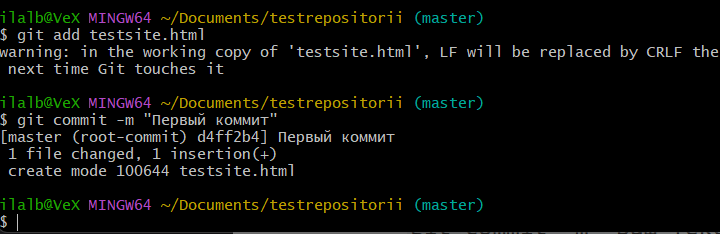 ilalb@VeX MINGW64 ~/Documents/testrepositorii (master)
$ git add testsite.html
warning: in the working copy of 'testsite.html', LF will be replaced by CRLF the
 next time Git touches it
ilalb@VeX MINGW64 ~/Documents/testrepositorii (master)
$ git commit -m "Первый коммит"
[master (root-commit) d4ff2b4] Первый коммит
 1 file changed, 1 insertion(+)
 create mode 100644 testsite.html
ilalb@VeX MINGW64 ~/Documents/testrepositorii (master)
$